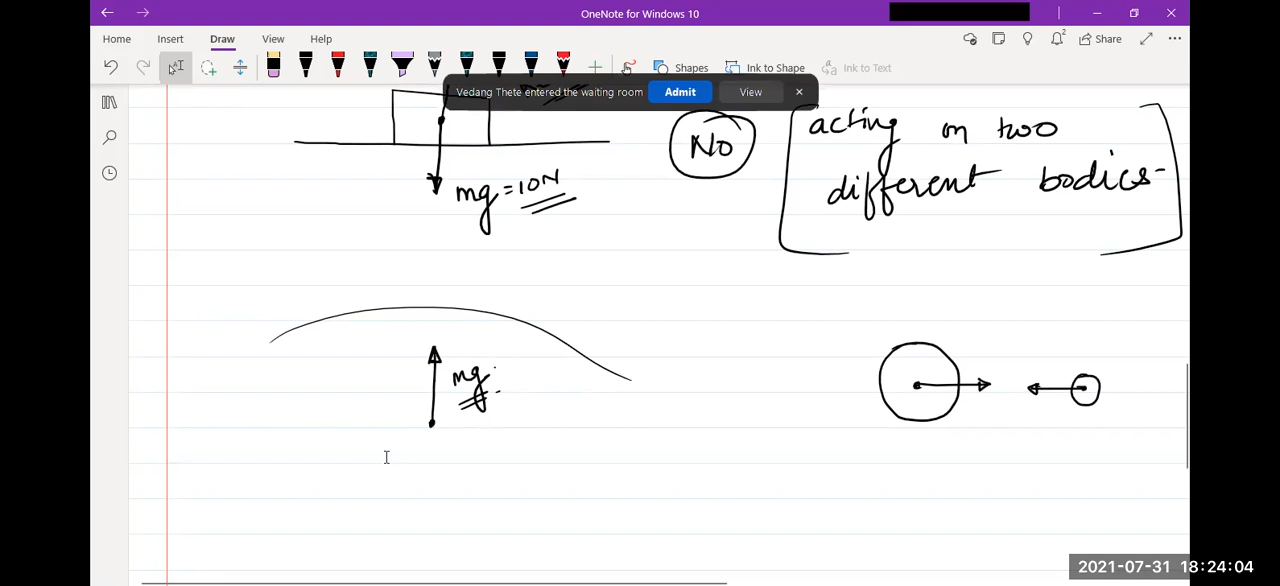 OneNote for Windows 10
Home Insert Draw View Help
Share
Shapes
Ink to Shape
Ink to Text
Vedang Thete entered the waiting room
Admit
View
mg = 10N
No
acting on two
different bodies-
mg
2021-07-31 18:24:04